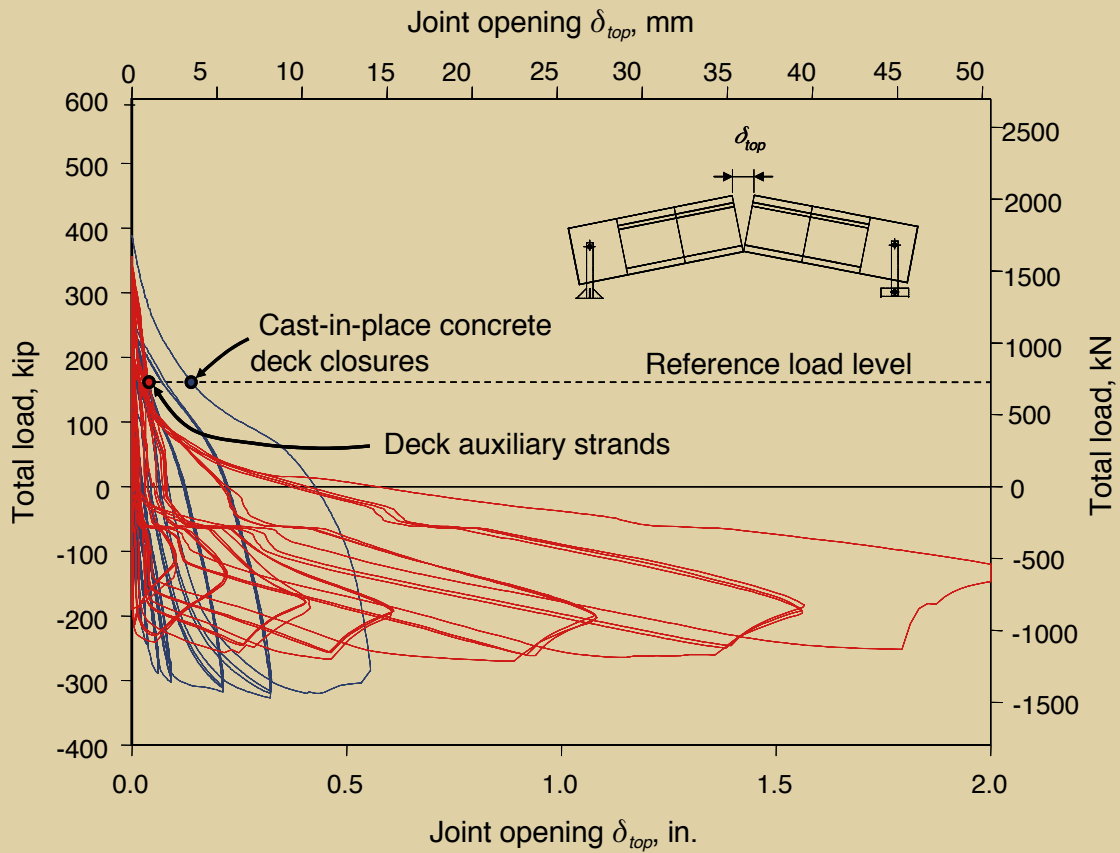 Joint opening δtop, mm
0 5 10 15 20 25 30 35 40 45 50
600
500
400
300
200
100
0
-100
-200
-300
-400
Total load, kip
δtop
Cast-in-place concrete
deck closures
Reference load level
Deck auxiliary strands
2500
2000
1500
1000
500
0
-500
-1000
-1500
Total load, kN
0.0 0.5 1.0 1.5 2.0
Joint opening δtop, in.